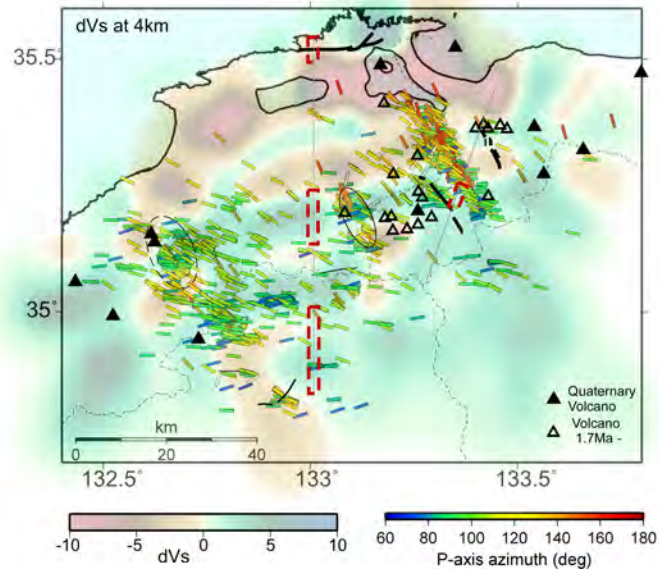 dVs at 4km
35.5°
35°
Quaternary
Volcano
Volcano
1.7Ma -
km
0 20 40
132.5° 133° 133.5°
-10 -5 0 5 10
dVs
60 80 100 120 140 160 180
P-axis azimuth (deg)